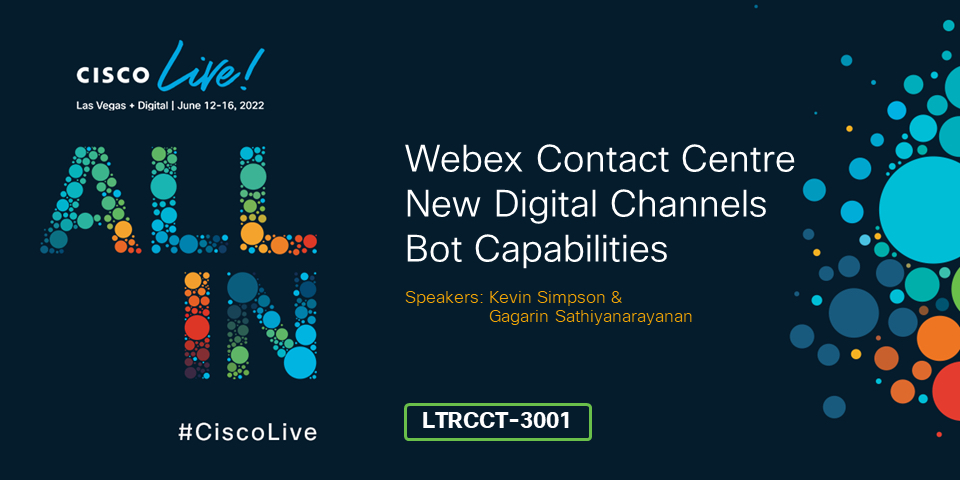 CISCO Live!
Las Vegas + Digital | June 12-16, 2022
ALL
IN
#CiscoLive
Webex Contact Centre
New Digital Channels
Bot Capabilities
Speakers: Kevin Simpson &
Gagarin Sathiyanarayanan
LTRCCT-3001